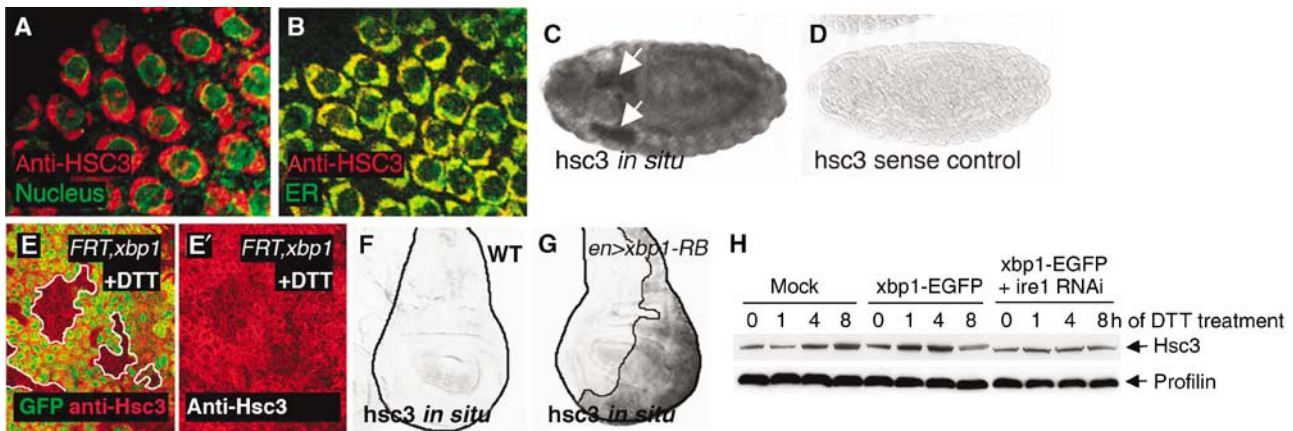 A
Anti-HSC3
Nucleus
B
Anti-HSC3
ER
C
hsc3 in situ
D
hsc3 sense control
E
FRT,xbp1
+DTT
GFP anti-Hsc3
E′
FRT,xbp1
+DTT
Anti-Hsc3
F
WT
hsc3 in situ
G
en>xbp1-RB
hsc3 in situ
H
Mock
xbp1-EGFP
xbp1-EGFP
+ ire1 RNAi
0 1 4 8 0 1 4 8 0 1 4 8h of DTT treatment
Hsc3
Profilin